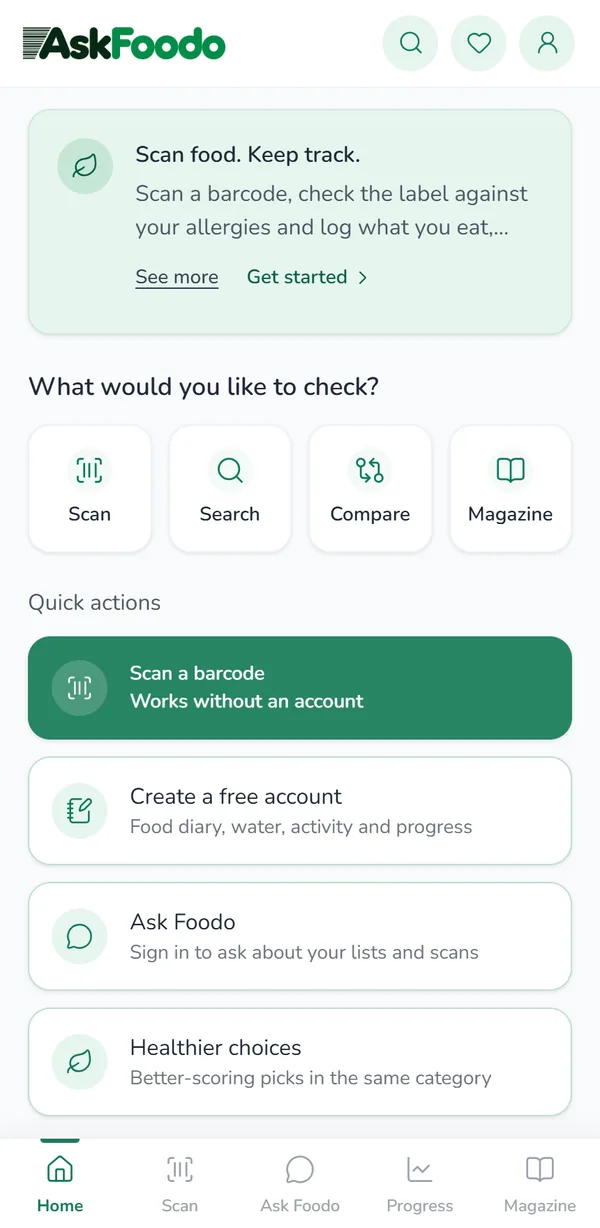 AskFoodo
Scan food. Keep track.
Scan a barcode, check the label against
your allergies and log what you eat,...
See more
Get started
What would you like to check?
Scan
Search
Compare
Magazine
Quick actions
Scan a barcode
Works without an account
Create a free account
Food diary, water, activity and progress
Ask Foodo
Sign in to ask about your lists and scans
Healthier choices
Better-scoring picks in the same category
Home
Scan
Ask Foodo
Progress
Magazine